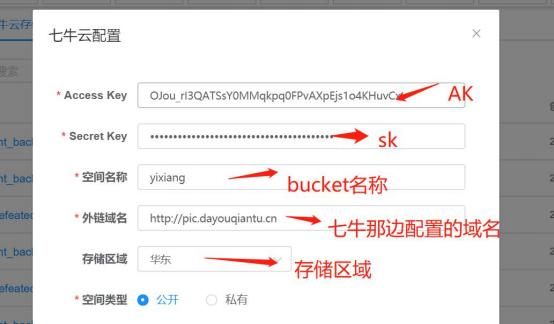 七牛云配置
* Access Key OJou_rI3QATSsY0MMqkpq0FPvAXpEjs1o4KHuvCx AK
* Secret Key •••••••••••••••••••••••••••••••••••••••• sk
* 空间名称 yixiang bucket名称
* 外链域名 http://pic.dayouqiantu.cn 七牛那边配置的域名
存储区域 华东 存储区域
* 空间类型 公开 私有
搜索